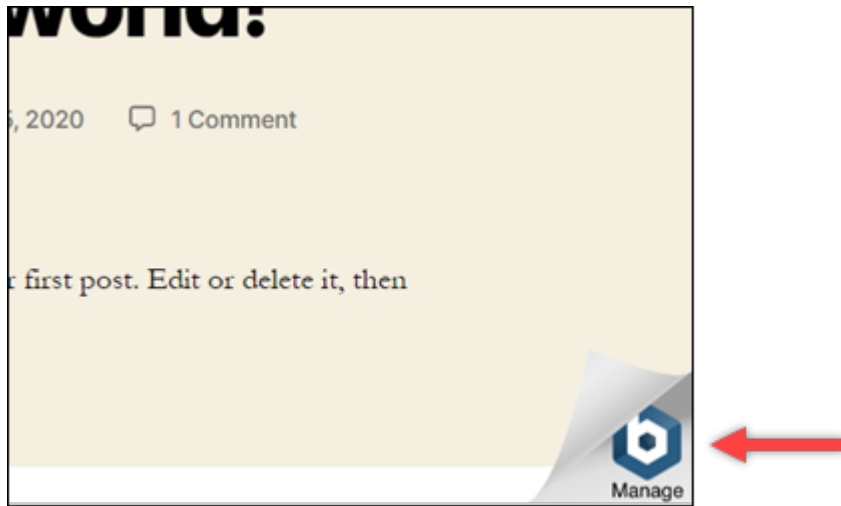 world!
, 2020 1 Comment
r first post. Edit or delete it, then
b
Manage